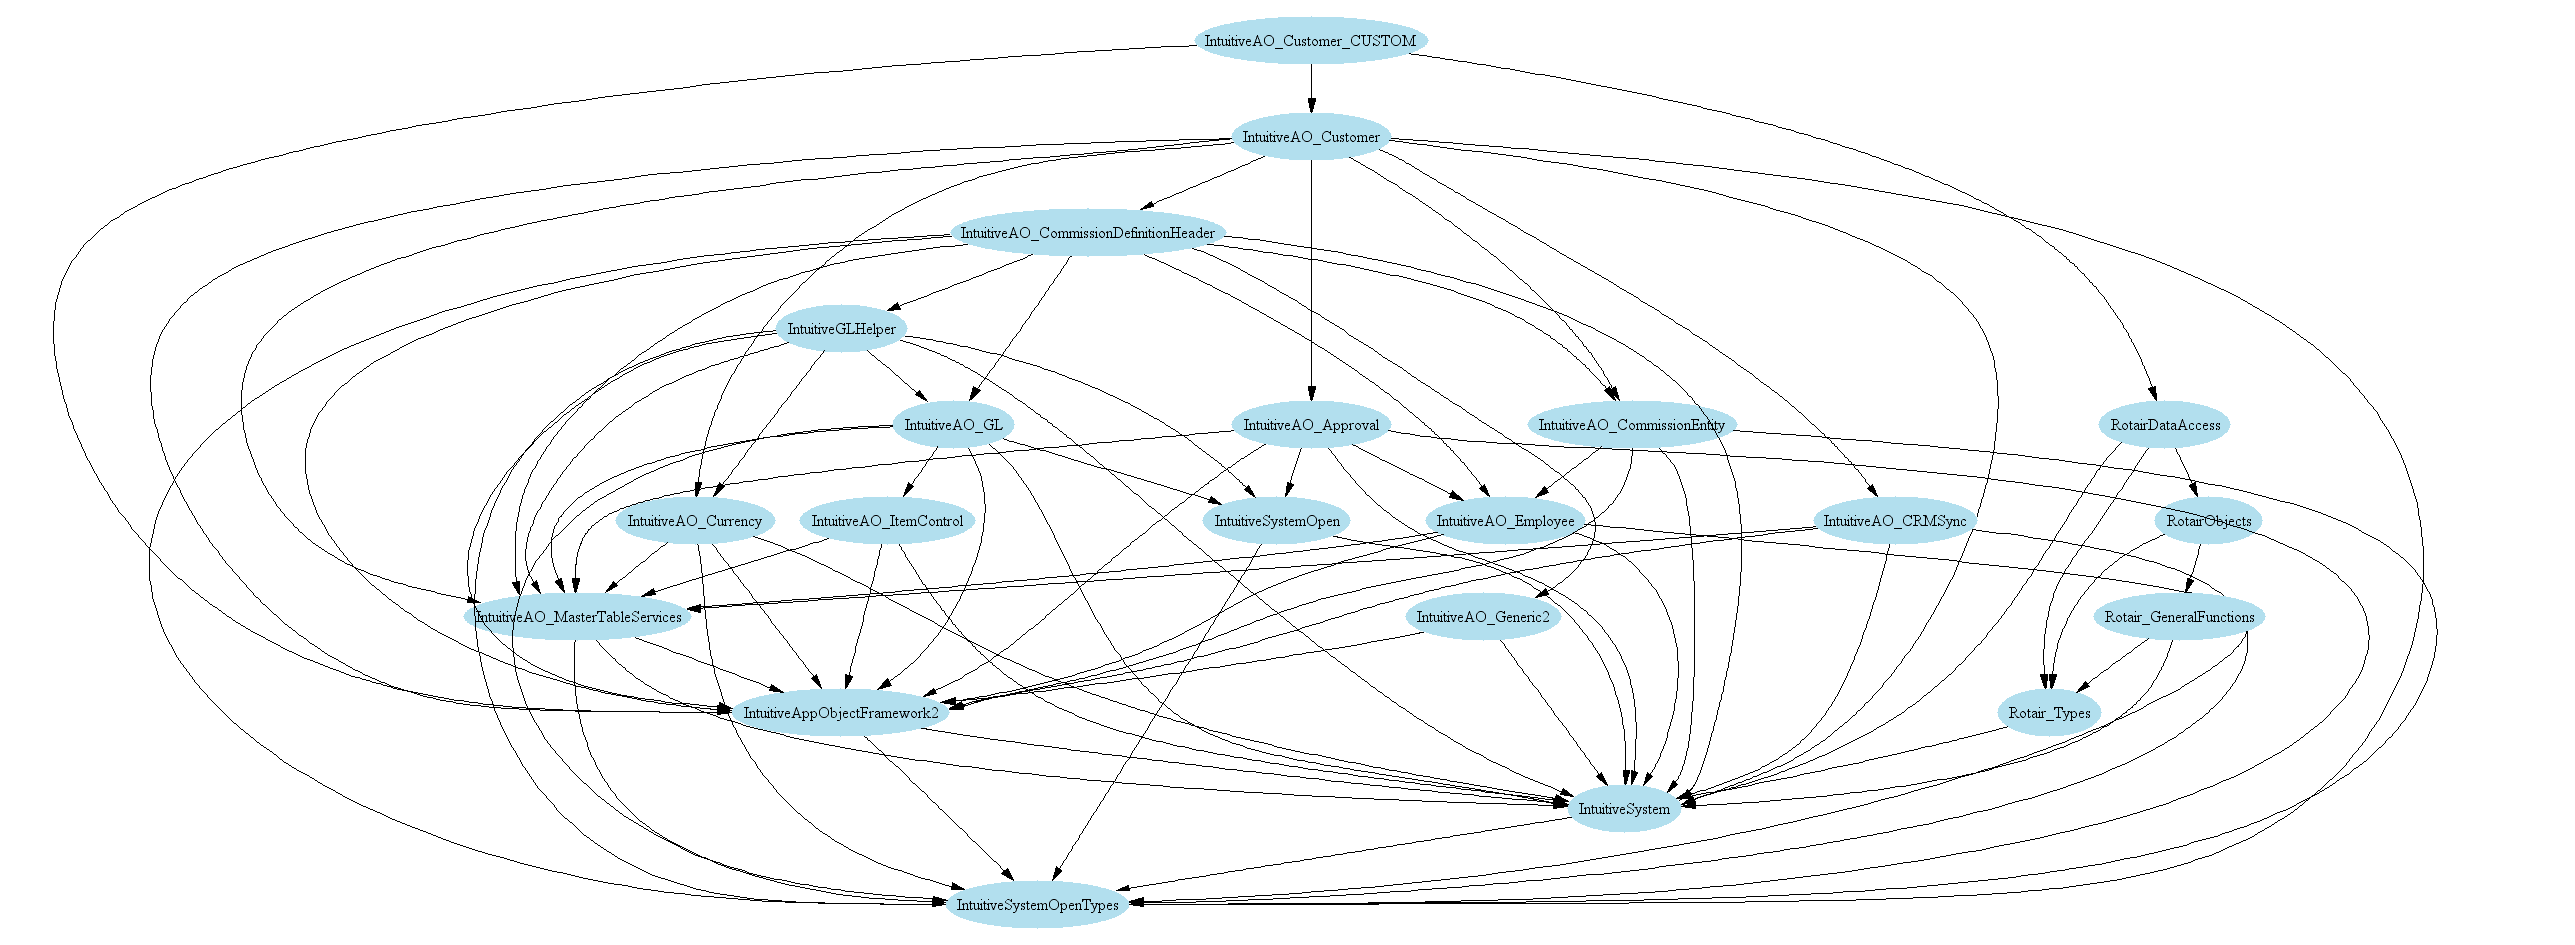 IntuitiveAO_Customer_CUSTOM
IntuitiveAO_Customer
IntuitiveAO_CommissionDefinitionHeader
IntuitiveGLHelper
IntuitiveAO_GL
IntuitiveAO_Approval
IntuitiveAO_CommissionEntity
RotairDataAccess
IntuitiveAO_Currency
IntuitiveAO_ItemControl
IntuitiveSystemOpen
IntuitiveAO_Employee
IntuitiveAO_CRMSync
RotairObjects
IntuitiveAO_MasterTableServices
IntuitiveAO_Generic2
Rotair_GeneralFunctions
IntuitiveAppObjectFramework2
Rotair_Types
IntuitiveSystem
IntuitiveSystemOpenTypes